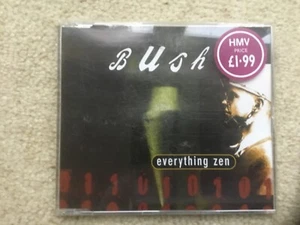 BUsh
HMV
PRICE
£1.99
everything zen